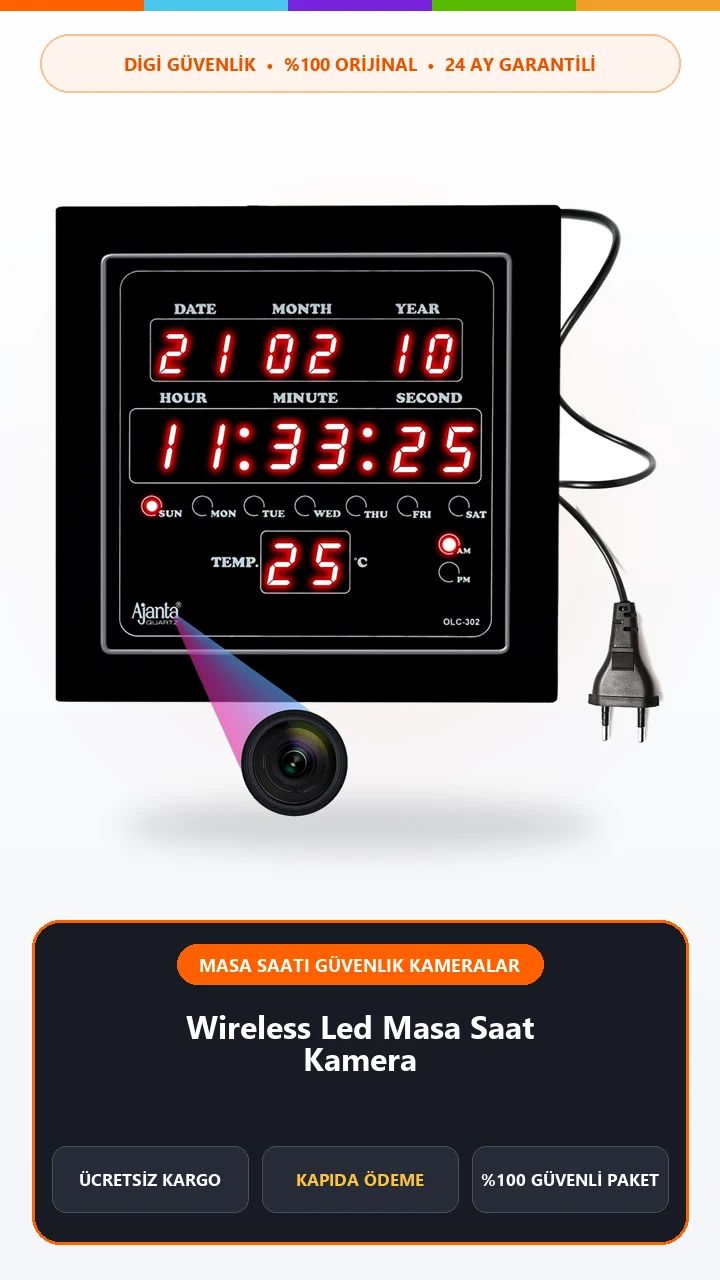 DİGİ GÜVENLİK • %100 ORİJİNAL • 24 AY GARANTİLİ
DATE MONTH YEAR
21 02 10
HOUR MINUTE SECOND
11:33:25
SUN MON TUE WED THU FRI SAT
TEMP. 25 °C
AM
PM
Ajanta®
QUARTZ
OLC-302
MASA SAATI GÜVENLIK KAMERALAR
Wireless Led Masa Saat
Kamera
ÜCRETSİZ KARGO
KAPIDA ÖDEME
%100 GÜVENLİ PAKET